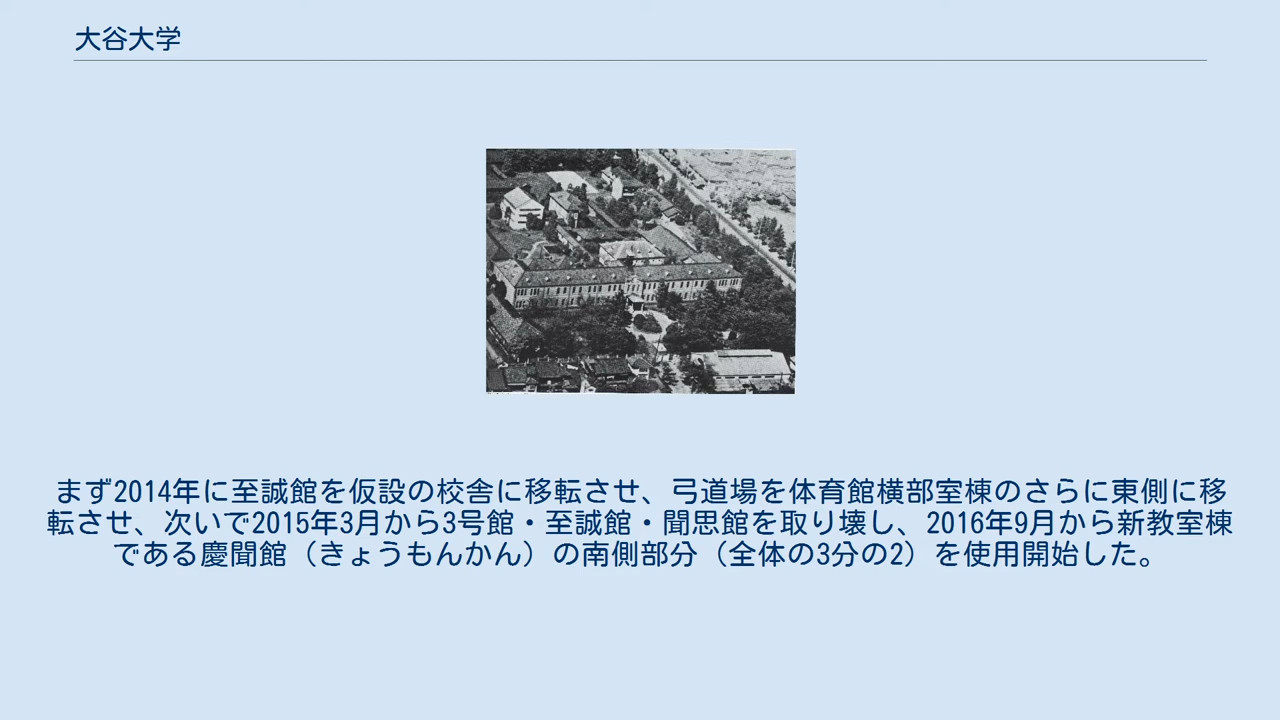 大谷大学
まず2014年に至誠館を仮設の校舎に移転させ、弓道場を体育館横部室棟のさらに東側に移
転させ、次いで2015年3月から3号館・至誠館・聞思館を取り壊し、2016年9月から新教室棟
である慶聞館（きょうもんかん）の南側部分（全体の3分の2）を使用開始した。